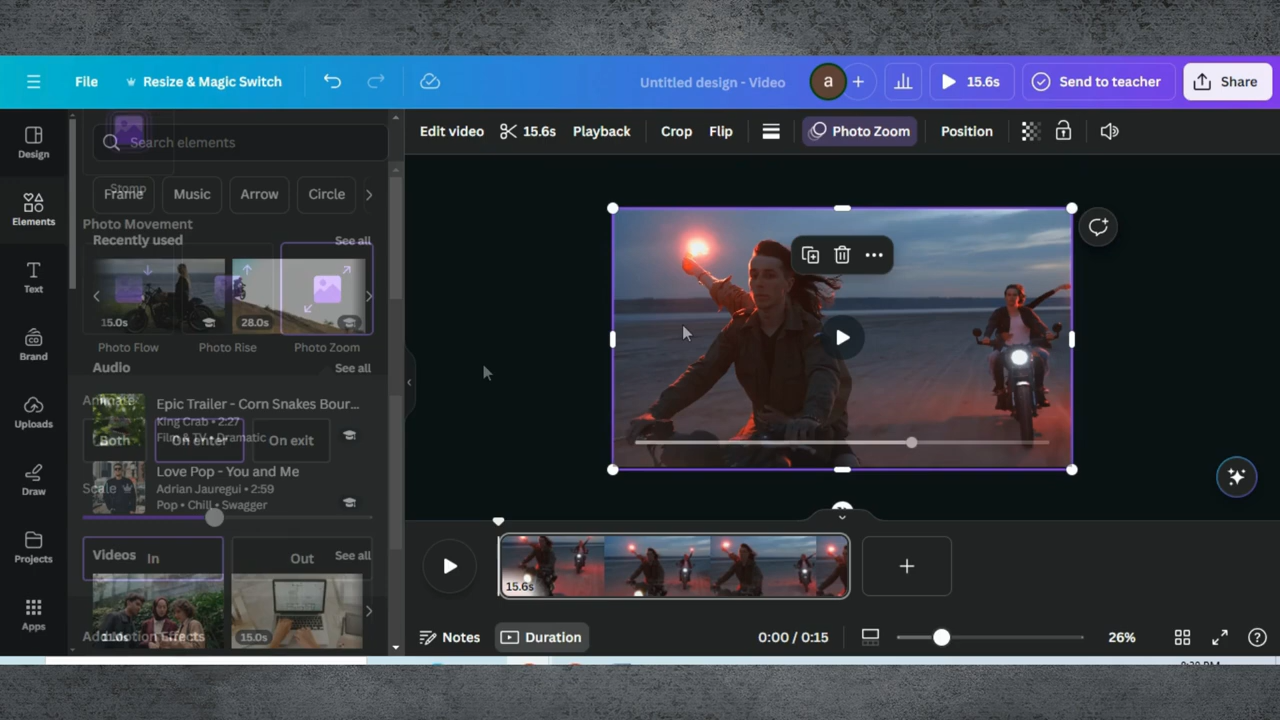 File
Resize & Magic Switch
Untitled design - Video
a
15.6s
Send to teacher
Share
Design
Elements
Text
Brand
Uploads
Draw
Projects
Apps
Search elements
Stomp
Frame
Music
Arrow
Circle
Photo Movement
Recently used
See all
15.0s
28.0s
Photo Flow
Photo Rise
Photo Zoom
Audio
See all
Animate
Epic Trailer - Corn Snakes Bour...
King Crab • 2:27
Film & TV • Dramatic
Both
On enter
On exit
Love Pop - You and Me
Adrian Jauregui • 2:59
Pop • Chill • Swagger
Scale
Videos
See all
In
Out
15.0s
Add Motion Effects
Edit video
15.6s
Playback
Crop
Flip
Photo Zoom
Position
15.6s
Notes
Duration
0:00 / 0:15
26%